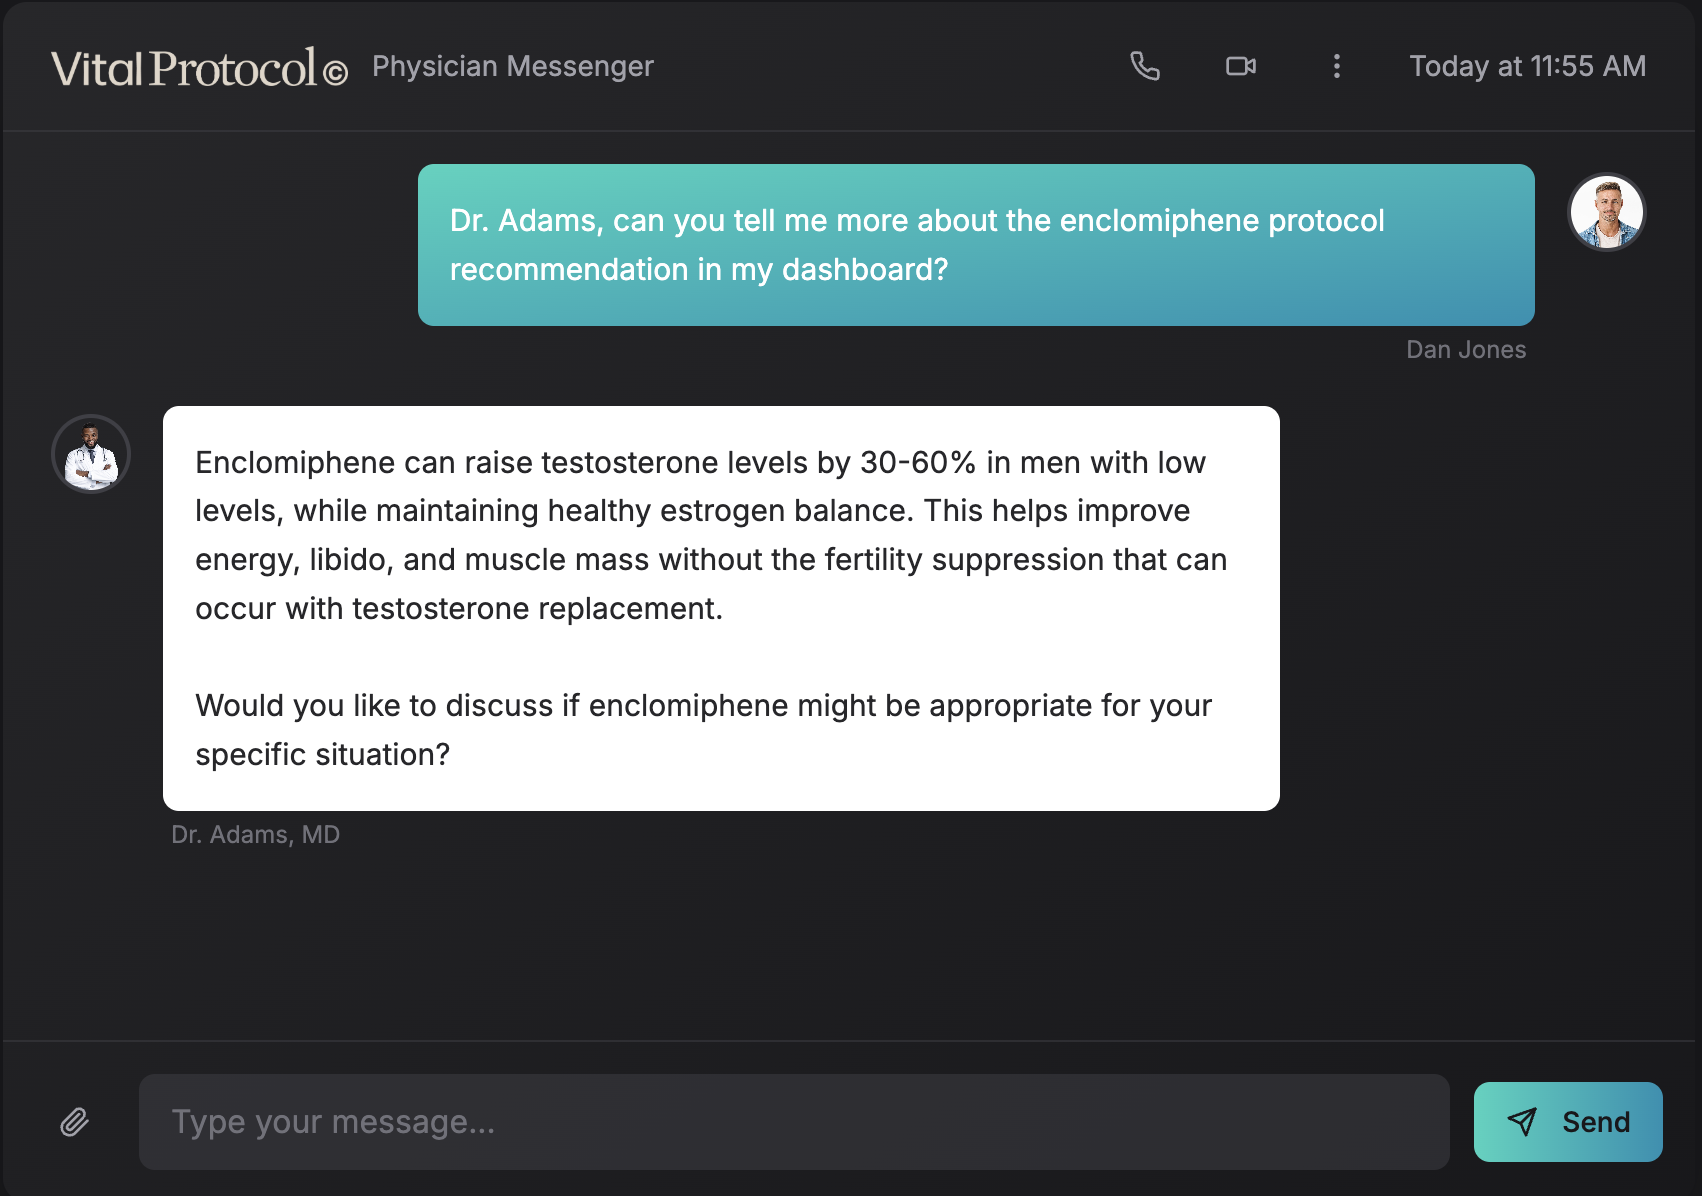 VitalProtocol© Physician Messenger Today at 11:55 AM
Dr. Adams, can you tell me more about the enclomiphene protocol
recommendation in my dashboard?
Dan Jones
Enclomiphene can raise testosterone levels by 30-60% in men with low
levels, while maintaining healthy estrogen balance. This helps improve
energy, libido, and muscle mass without the fertility suppression that can
occur with testosterone replacement.
Would you like to discuss if enclomiphene might be appropriate for your
specific situation?
Dr. Adams, MD
Type your message...
Send